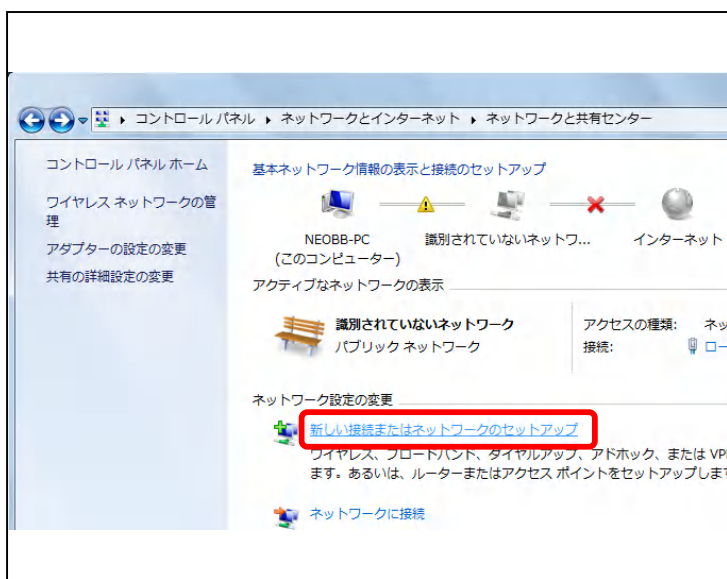 コントロール パネル ▸ ネットワークとインターネット ▸ ネットワークと共有センター
コントロール パネル ホーム
ワイヤレス ネットワークの管
理
アダプターの設定の変更
共有の詳細設定の変更
基本ネットワーク情報の表示と接続のセットアップ
NEOBB-PC
(このコンピューター)
識別されていないネットワ...
インターネット
アクティブなネットワークの表示
識別されていないネットワーク
パブリック ネットワーク
アクセスの種類: ネッ
接続: ロー
ネットワーク設定の変更
新しい接続またはネットワークのセットアップ
ワイヤレス、ブロードバンド、ダイヤルアップ、アドホック、または VP
ます。あるいは、ルーターまたはアクセス ポイントをセットアップしま
ネットワークに接続